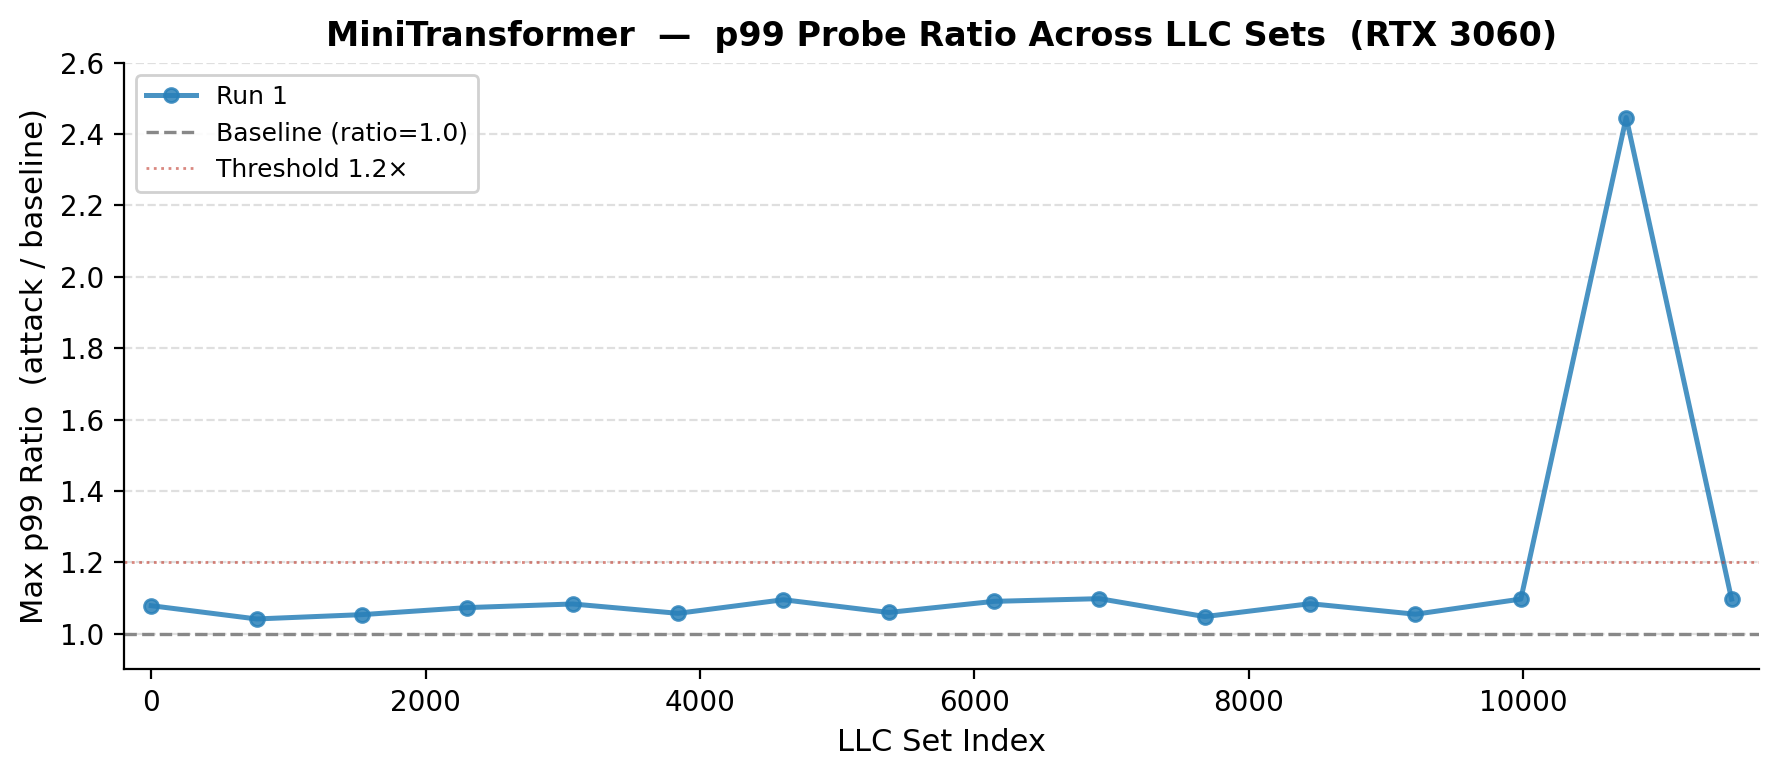 MiniTransformer — p99 Probe Ratio Across LLC Sets (RTX 3060)
Max p99 Ratio (attack / baseline)
2.6
2.4
2.2
2.0
1.8
1.6
1.4
1.2
1.0
Run 1
Baseline (ratio=1.0)
Threshold 1.2×
0 2000 4000 6000 8000 10000
LLC Set Index